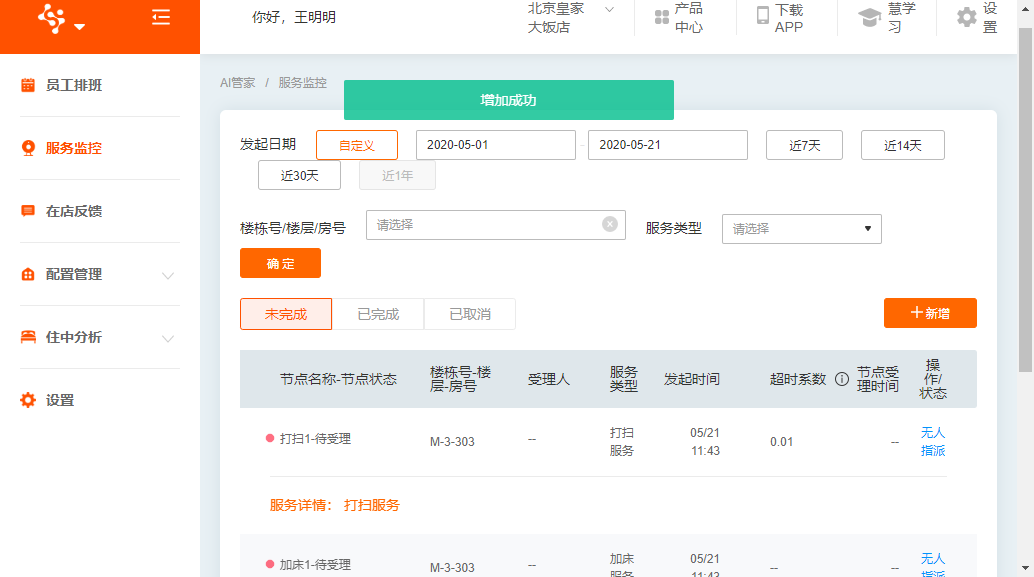 你好，王明明
北京皇家
大饭店
产品
中心
下载
APP
慧学
习
设
置
员工排班
服务监控
在店反馈
配置管理
住中分析
设置
AI管家 / 服务监控
增加成功
发起日期 自定义 2020-05-01 - 2020-05-21 近7天 近14天
近30天 近1年
楼栋号/楼层/房号 请选择 服务类型 请选择
确 定
未完成 已完成 已取消 新增
节点名称-节点状态
楼栋号-楼
层-房号
受理人
服务
类型
发起时间
超时系数
节点受
理时间
操
作/
状态
打扫1-待受理
M-3-303
--
打扫
服务
05/21
11:43
0.01
--
无人
指派
服务详情： 打扫服务
加床1-待受理
M-3-303
--
加床
服务
05/21
11:43
--
--
无人
指派